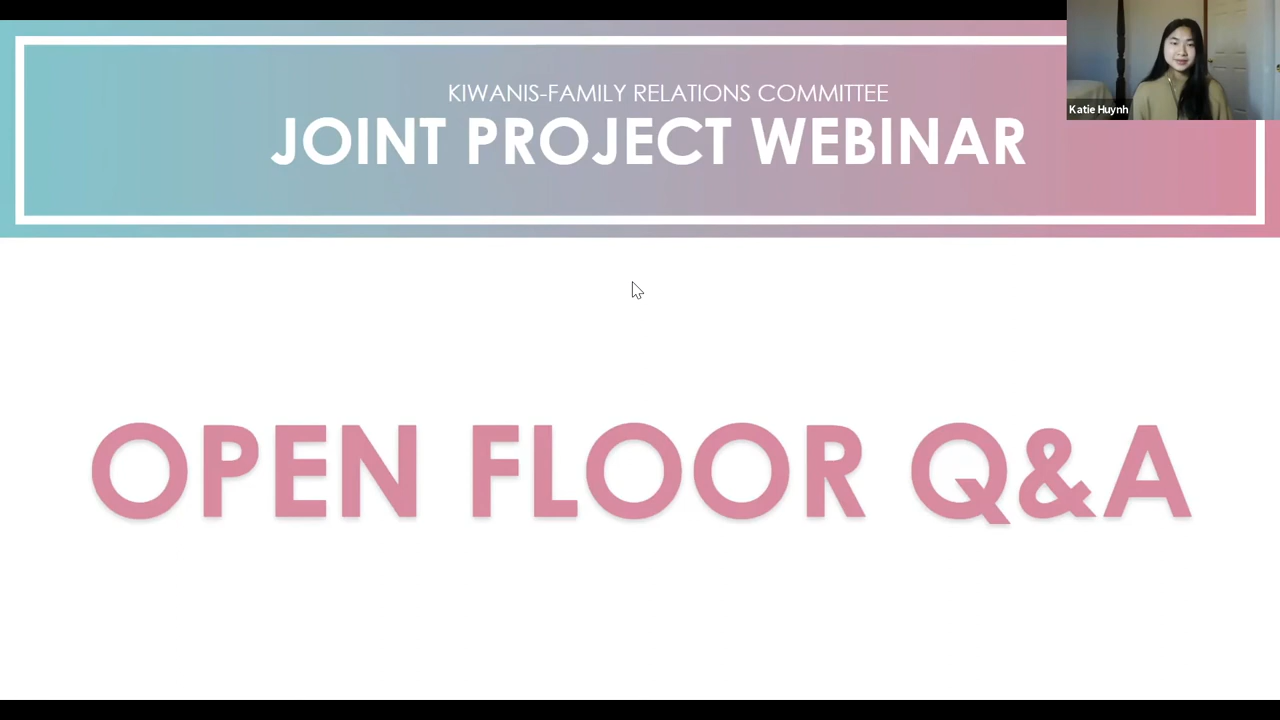 KIWANIS-FAMILY RELATIONS COMMITTEE
JOINT PROJECT WEBINAR
Katie Huynh
OPEN FLOOR Q&A